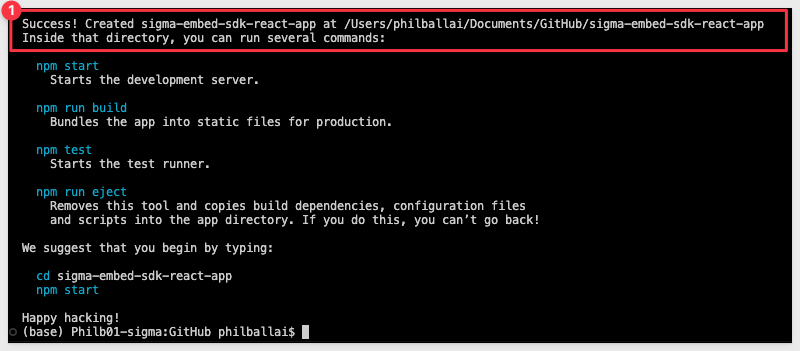 1
Success! Created sigma-embed-sdk-react-app at /Users/philballai/Documents/GitHub/sigma-embed-sdk-react-app
Inside that directory, you can run several commands:
npm start
Starts the development server.
npm run build
Bundles the app into static files for production.
npm test
Starts the test runner.
npm run eject
Removes this tool and copies build dependencies, configuration files
and scripts into the app directory. If you do this, you can’t go back!
We suggest that you begin by typing:
cd sigma-embed-sdk-react-app
npm start
Happy hacking!
(base) Philb01-sigma:GitHub philballai$